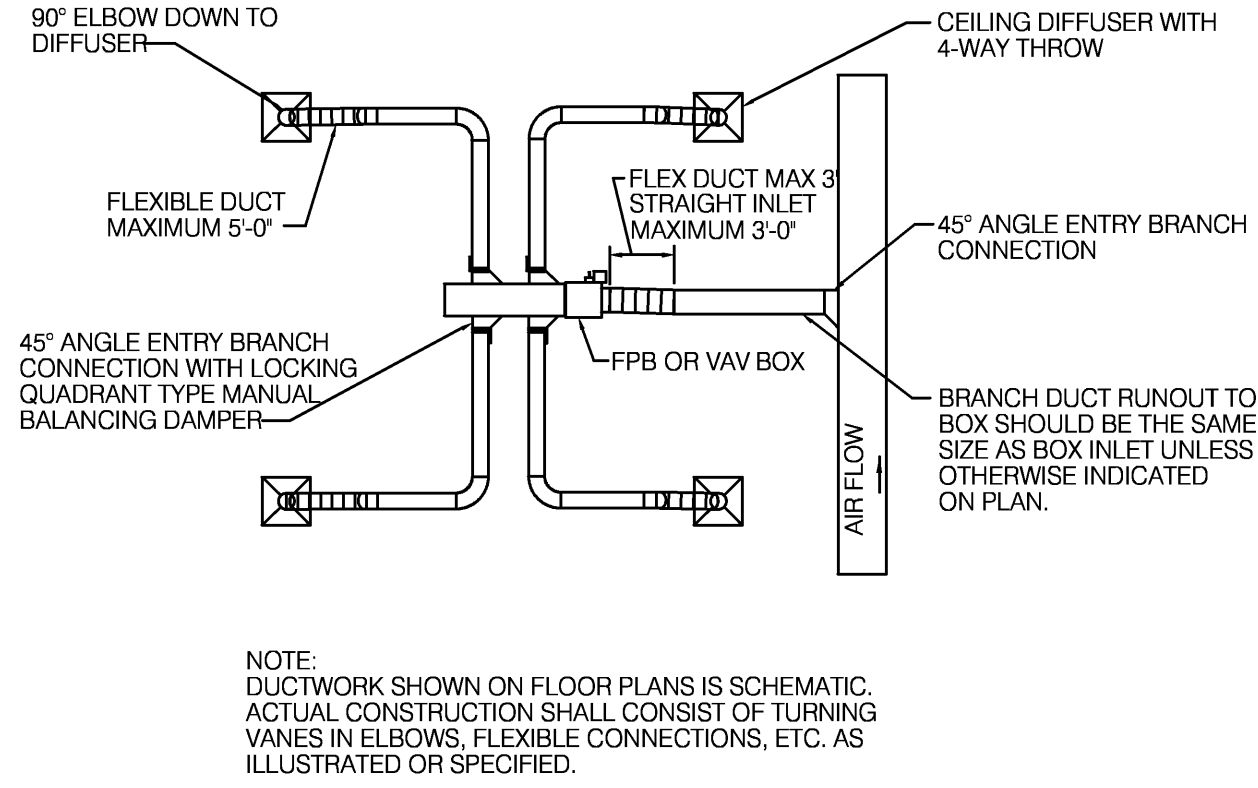 90° ELBOW DOWN TO
DIFFUSER
CEILING DIFFUSER WITH
4-WAY THROW
FLEXIBLE DUCT
MAXIMUM 5'-0"
FLEX DUCT MAX 3'
STRAIGHT INLET
MAXIMUM 3'-0"
45° ANGLE ENTRY BRANCH
CONNECTION
45° ANGLE ENTRY BRANCH
CONNECTION WITH LOCKING
QUADRANT TYPE MANUAL
BALANCING DAMPER
FPB OR VAV BOX
BRANCH DUCT RUNOUT TO
BOX SHOULD BE THE SAME
SIZE AS BOX INLET UNLESS
OTHERWISE INDICATED
ON PLAN.
AIR FLOW
NOTE:
DUCTWORK SHOWN ON FLOOR PLANS IS SCHEMATIC.
ACTUAL CONSTRUCTION SHALL CONSIST OF TURNING
VANES IN ELBOWS, FLEXIBLE CONNECTIONS, ETC. AS
ILLUSTRATED OR SPECIFIED.